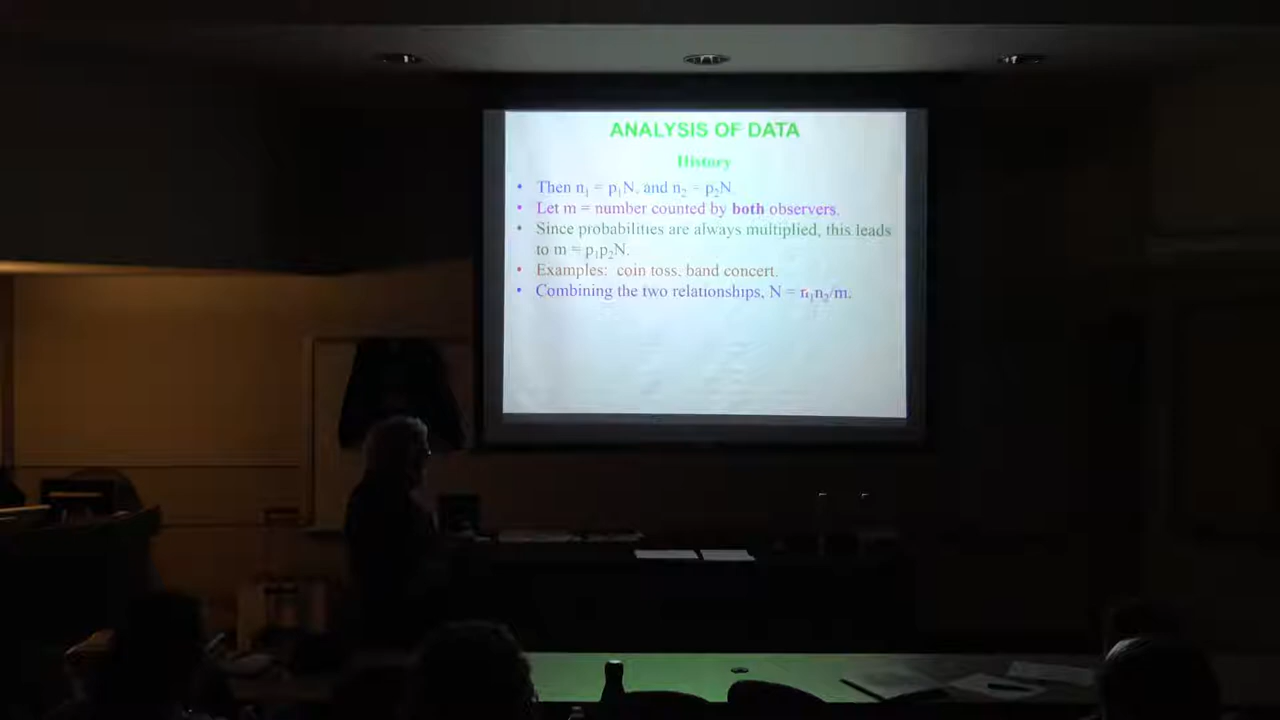 ANALYSIS OF DATA
History
• Then n₁ = p₁N, and n₂ = p₂N
• Let m = number counted by both observers.
• Since probabilities are always multiplied, this leads
to m = p₁p₂N.
• Examples: coin toss, band concert.
• Combining the two relationships, N = n₁n₂/m.